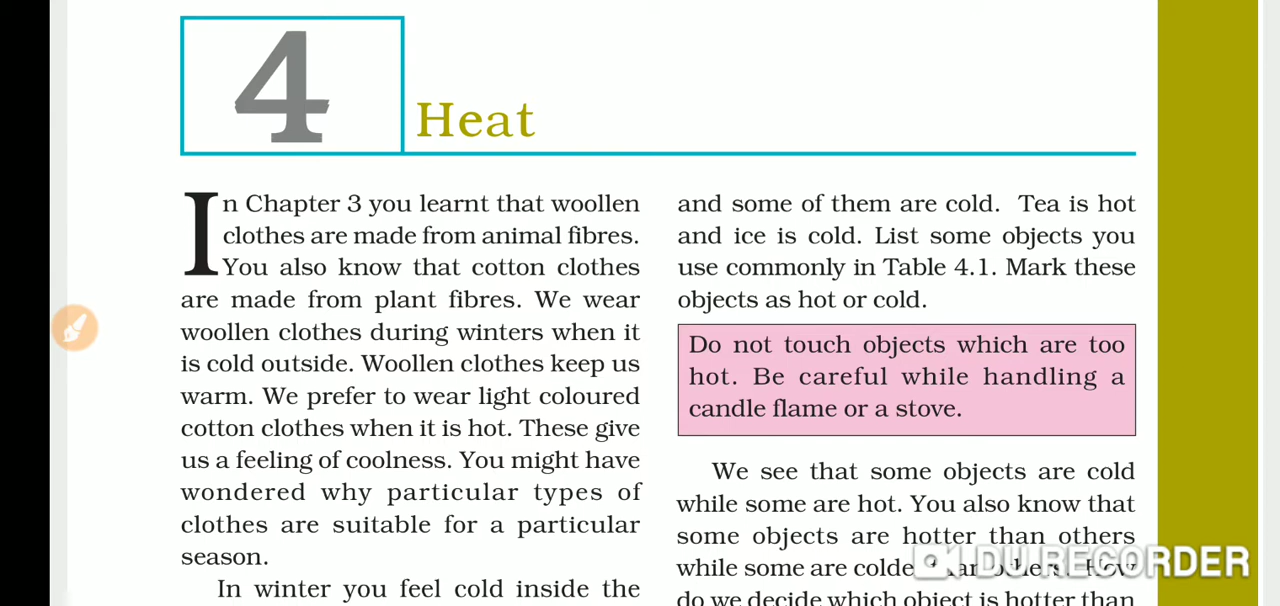 4
Heat
In Chapter 3 you learnt that woollen
clothes are made from animal fibres.
You also know that cotton clothes
are made from plant fibres. We wear
woollen clothes during winters when it
is cold outside. Woollen clothes keep us
warm. We prefer to wear light coloured
cotton clothes when it is hot. These give
us a feeling of coolness. You might have
wondered why particular types of
clothes are suitable for a particular
season.
In winter you feel cold inside the
and some of them are cold. Tea is hot
and ice is cold. List some objects you
use commonly in Table 4.1. Mark these
objects as hot or cold.
Do not touch objects which are too
hot. Be careful while handling a
candle flame or a stove.
We see that some objects are cold
while some are hot. You also know that
some objects are hotter than others
while some are colder than others. How
do we decide which object is hotter than
DU RECORDER